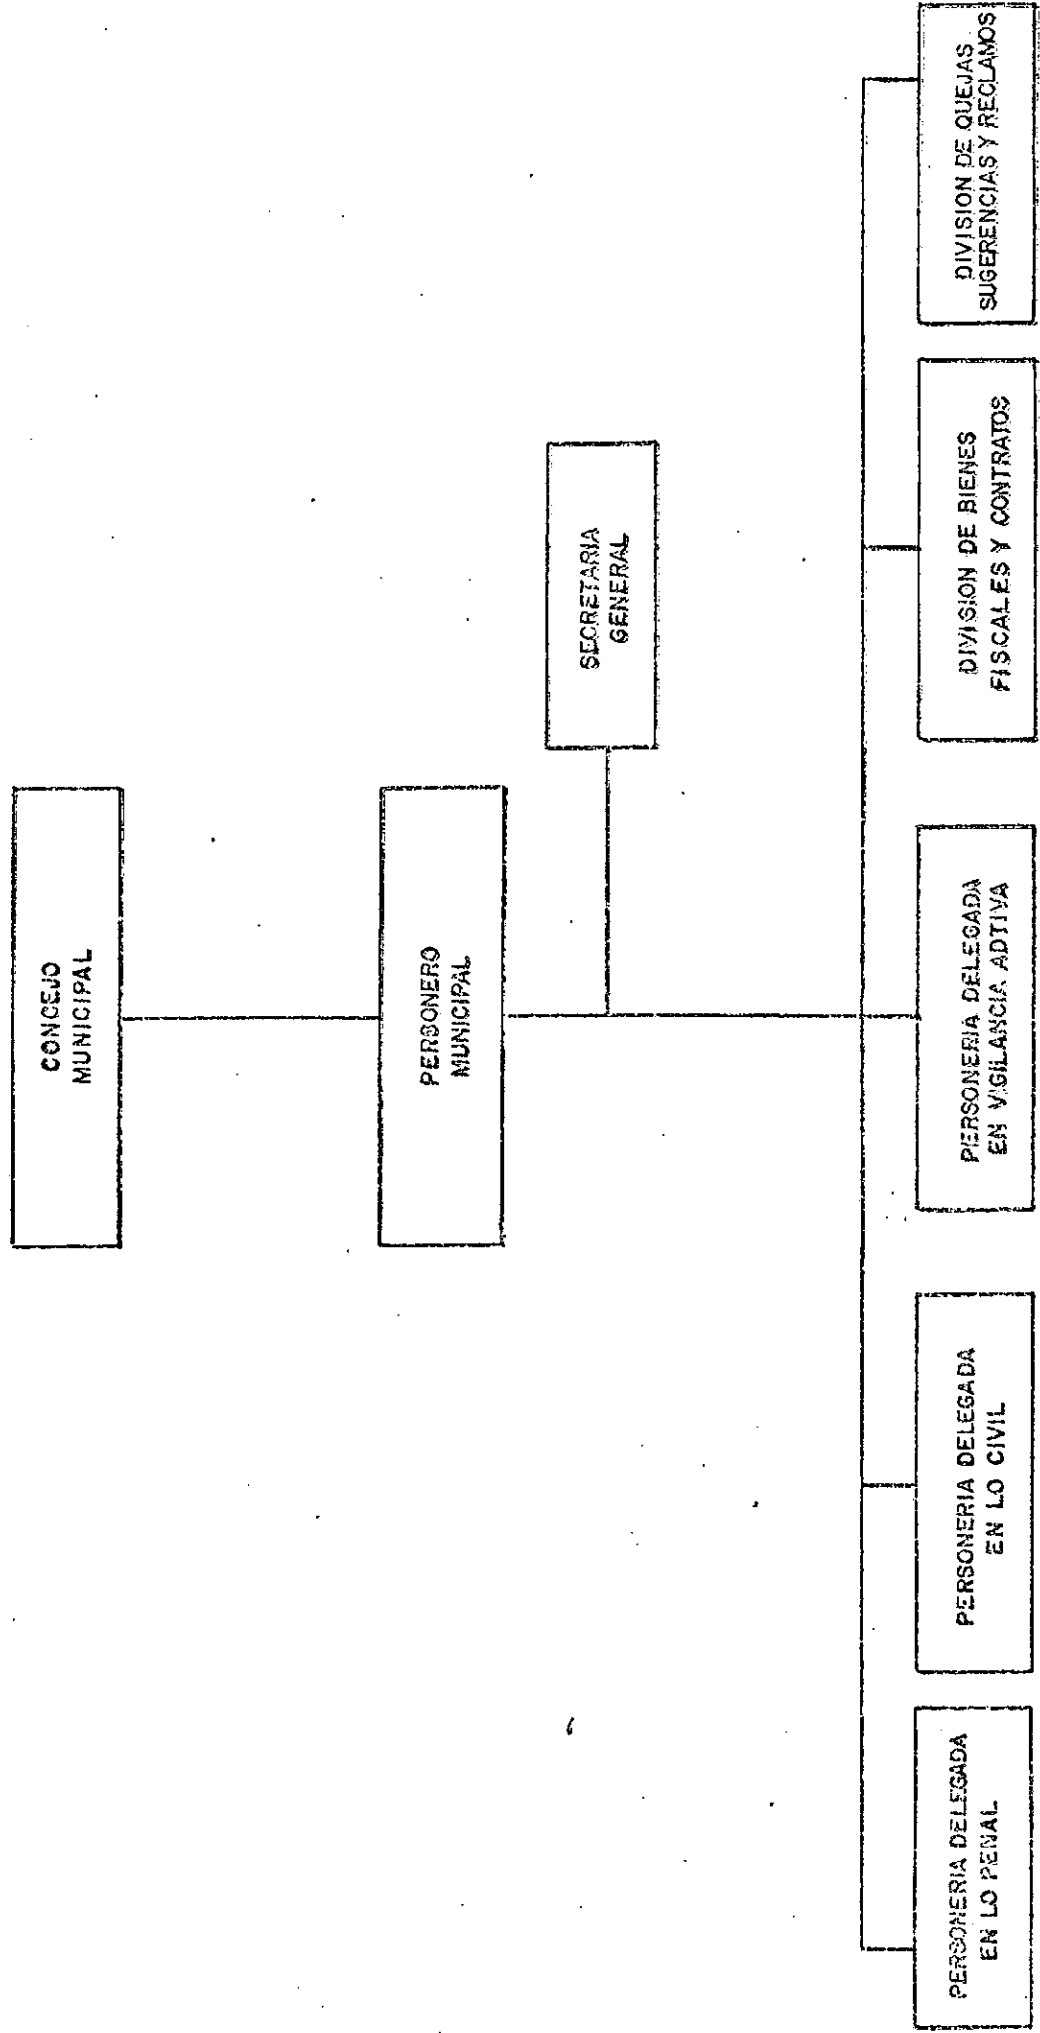 CONCEJO
MUNICIPAL
PERSONERO
MUNICIPAL
SECRETARIA
GENERAL
PERSONERIA DELEGADA
EN LO PENAL
PERSONERIA DELEGADA
EN LO CIVIL
PERSONERIA DELEGADA
EN VIGILANCIA ADTIVA
DIVISION DE BIENES
FISCALES Y CONTRATOS
DIVISION DE QUEJAS
SUGERENCIAS Y RECLAMOS